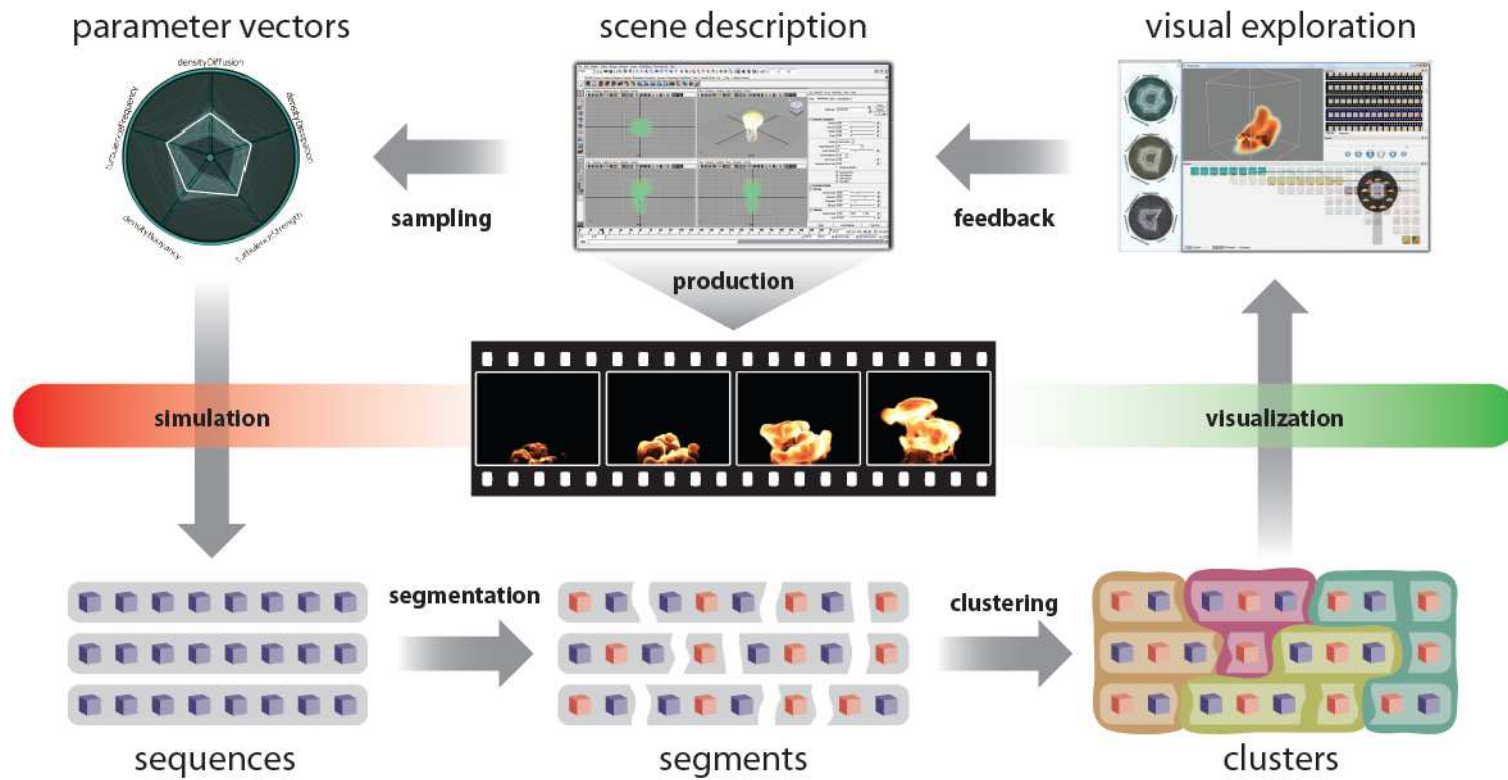 parameter vectors
scene description
visual exploration
densityDiffusion
turbulenceFrequency
densityDissipation
densityBuoyancy
turbulenceStrength
sampling
feedback
production
simulation
visualization
segmentation
clustering
sequences
segments
clusters